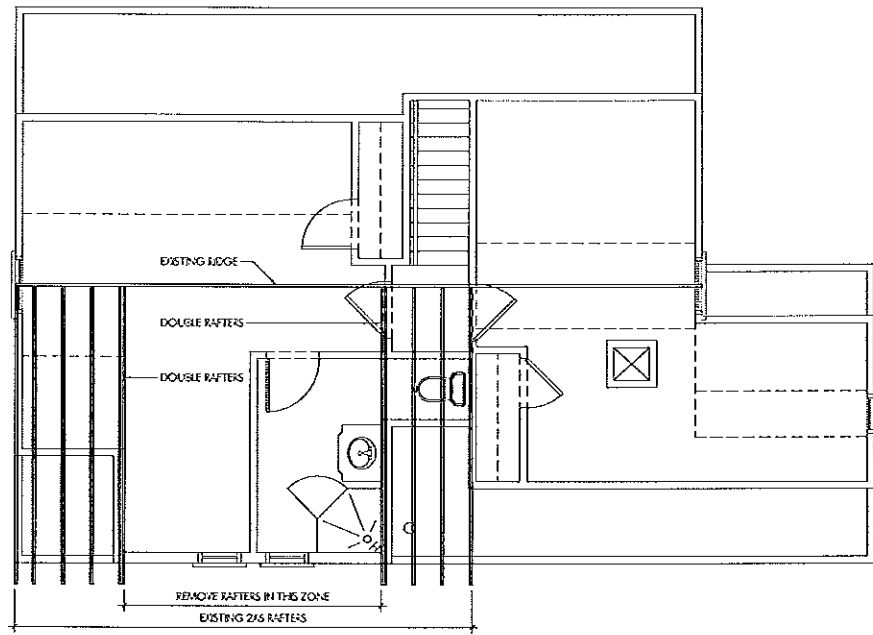 EXISTING RIDGE
DOUBLE RAFTERS
DOUBLE RAFTERS
REMOVE RAFTERS IN THIS ZONE
EXISTING 2X6 RAFTERS